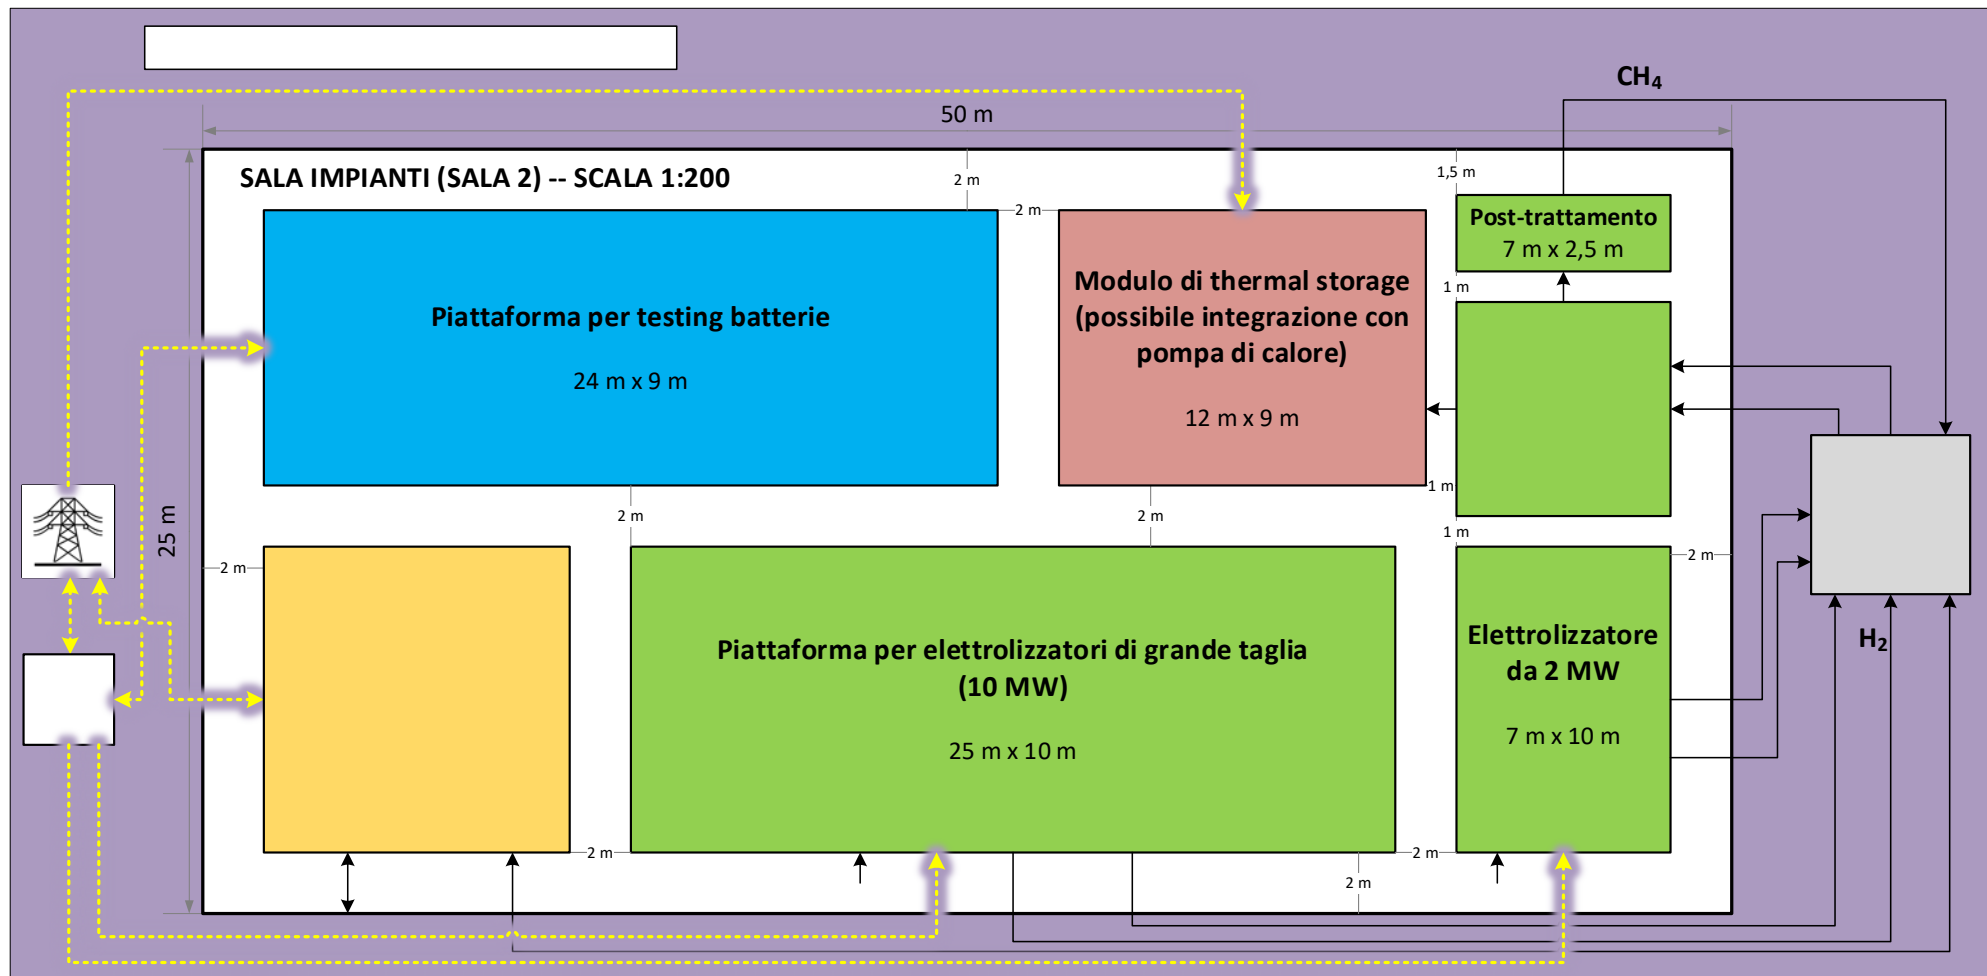 CH₄
50 m
SALA IMPIANTI (SALA 2) -- SCALA 1:200
2 m
1,5 m
2 m
Post-trattamento
7 m x 2,5 m
Modulo di thermal storage
(possibile integrazione con
pompa di calore)
12 m x 9 m
1 m
Piattaforma per testing batterie
24 m x 9 m
1 m
25 m
2 m
2 m
1 m
2 m
2 m
Piattaforma per elettrolizzatori di grande taglia
(10 MW)
25 m x 10 m
Elettrolizzatore
da 2 MW
7 m x 10 m
H₂
2 m
2 m
2 m